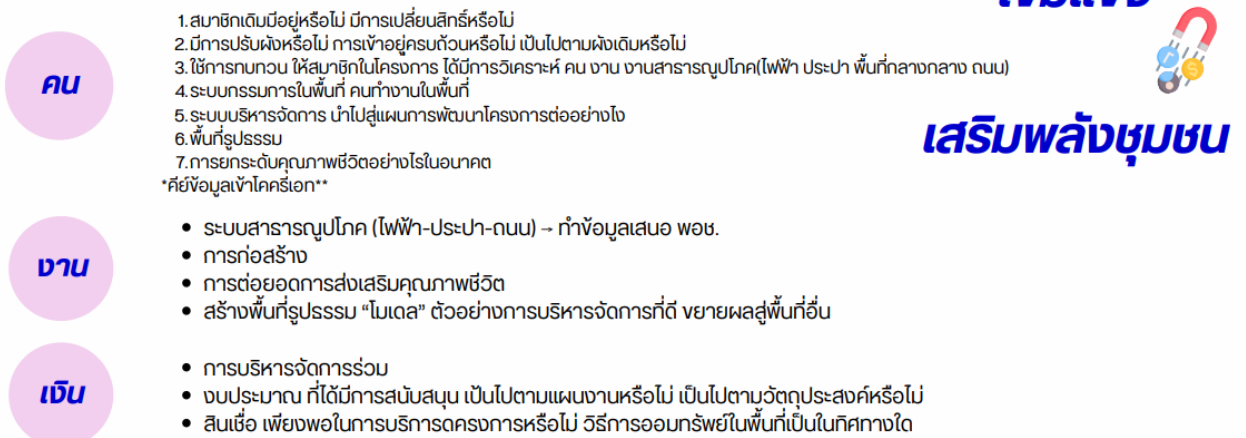 คน
1. สมาชิกเดิมมีอยู่หรือไม่ มีการเปลี่ยนสิทธิ์หรือไม่
2. มีการปรับผังหรือไม่ การเข้าอยู่ครบถ้วนหรือไม่ เป้นไปตามผังเดิมหรือไม่
3. ใช้การทบทวน ให้สมาชิกในโครงการ ได้มีการวิเคราะห์ คน งาน งานสาธารณูปโภค(ไฟฟ้า ประปา พื้นที่กลางกลาง ถนน)
4. ระบบกรรมการในพื้นที่ คนทำงานในพื้นที่
5. ระบบบริหารจัดการ นำไปสู่แผนการพัฒนาโครงการต่ออย่างไง
6. พื้นที่รูปธรรม
7. การยกระดับคุณภาพชีวิตอย่างไรในอนาคต
*คีย์ข้อมูลเข้าโคครีเอท**
เสริมพลังชุมชน
งาน
• ระบบสาธารณูปโภค (ไฟฟ้า-ประปา-ถนน) → ทำข้อมูลเสนอ พอช.
• การก่อสร้าง
• การต่อยอดการส่งเสริมคุณภาพชีวิต
• สร้างพื้นที่รูปธรรม “โมเดล” ตัวอย่างการบริหารจัดการที่ดี ขยายผลสู่พื้นที่อื่น
เงิน
• การบริหารจัดการร่วม
• งบประมาณ ที่ได้มีการสนับสนุน เป้นไปตามแผนงานหรือไม่ เป็นไปตามวัตถุประสงค์หรือไม่
• สินเชื่อ เพียงพอในการบริการดครงการหรือไม่ วิธีการออมทรัพย์ในพื้นที่เป็นในทิศทางใด